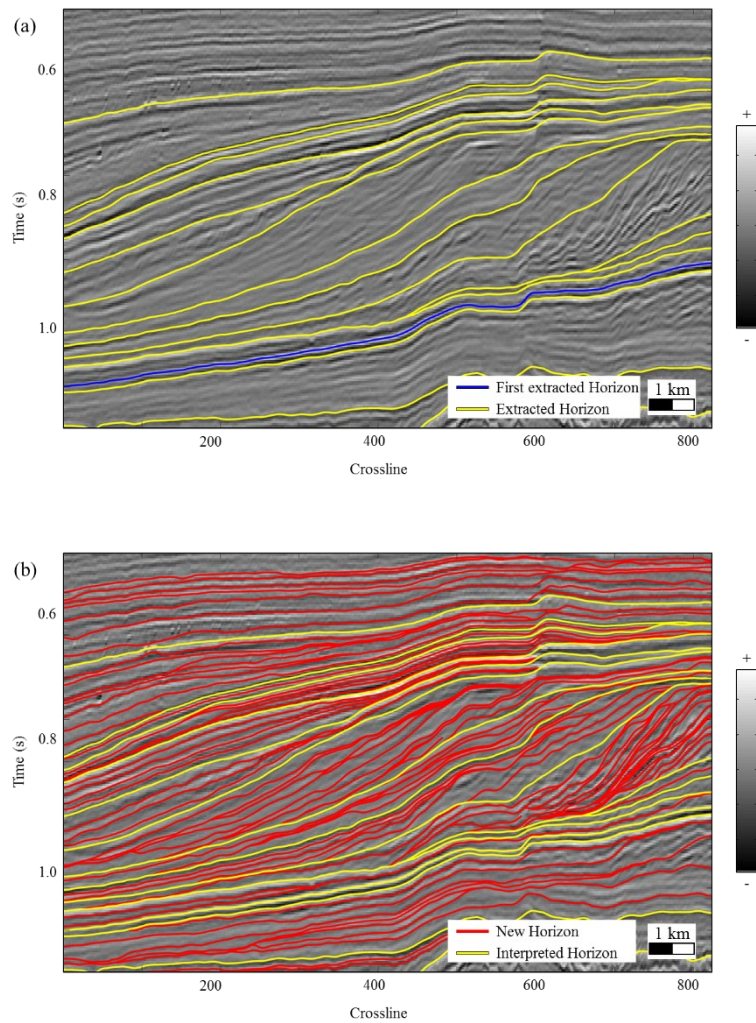 (a)
0.6
0.8
1.0
Time (s)
+
-
First extracted Horizon
Extracted Horizon
1 km
200
400
600
800
Crossline
(b)
0.6
0.8
1.0
Time (s)
+
-
New Horizon
Interpreted Horizon
1 km
200
400
600
800
Crossline